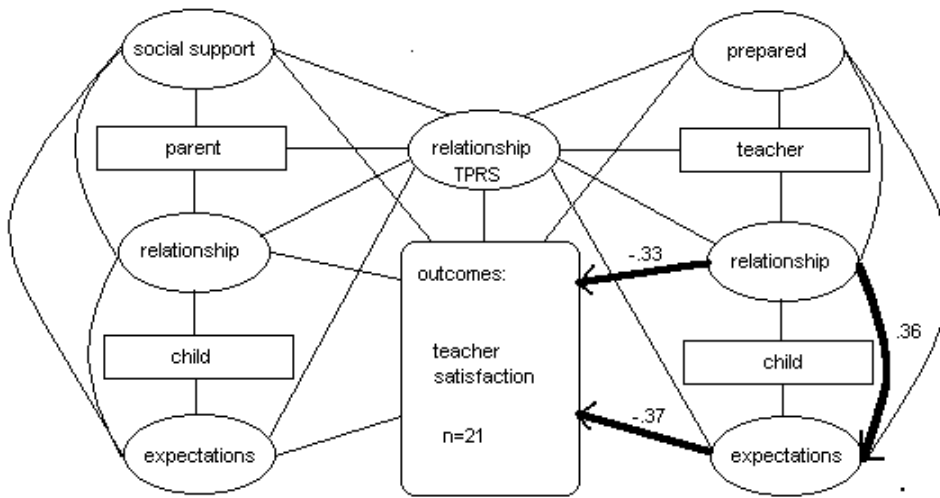 social support
prepared
parent
relationship
TPRS
teacher
relationship
outcomes:
-.33
relationship
.36
child
teacher
satisfaction
child
n=21
-.37
expectations
expectations